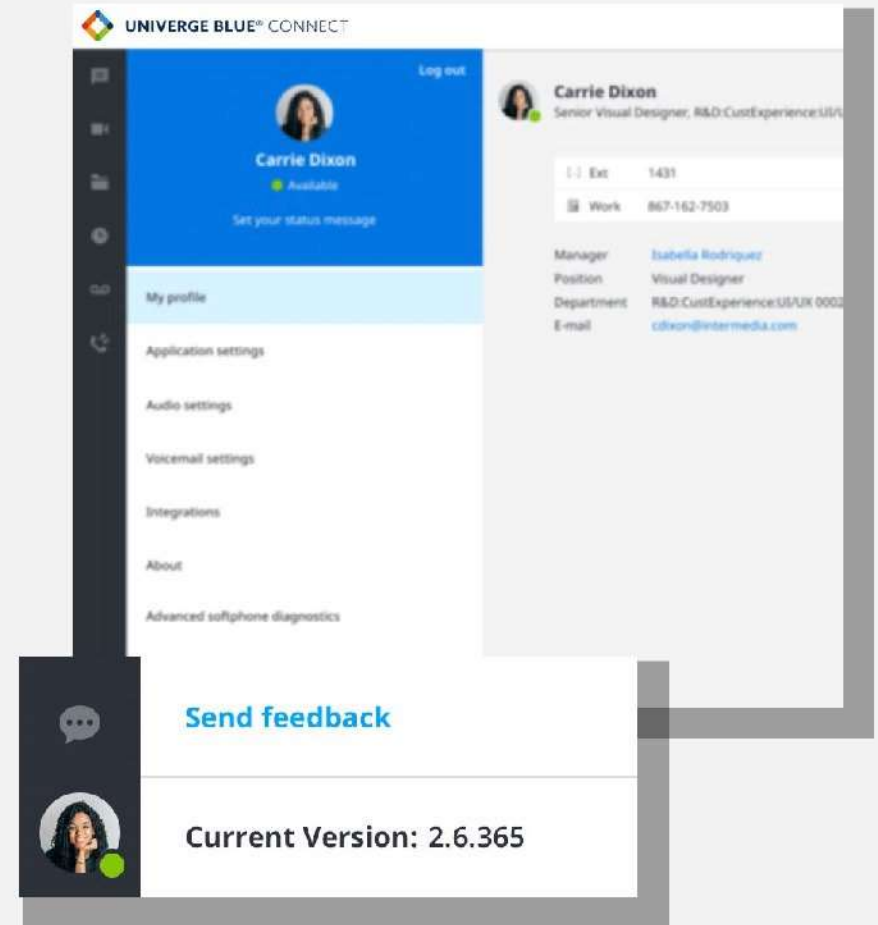 UNIVERGE BLUE® CONNECT
Log out
Carrie Dixon
Available
Set your status message
My profile
Application settings
Audio settings
Voicemail settings
Integrations
About
Advanced softphone diagnostics
Carrie Dixon
Senior Visual Designer, R&D:CustExperience:UI/U
[..] Ext 1431
Work 867-162-7503
Manager Isabella Rodriquez
Position Visual Designer
Department R&D:CustExperience:UI/UX 0002
E-mail cdixon@intermedia.com
Send feedback
Current Version: 2.6.365